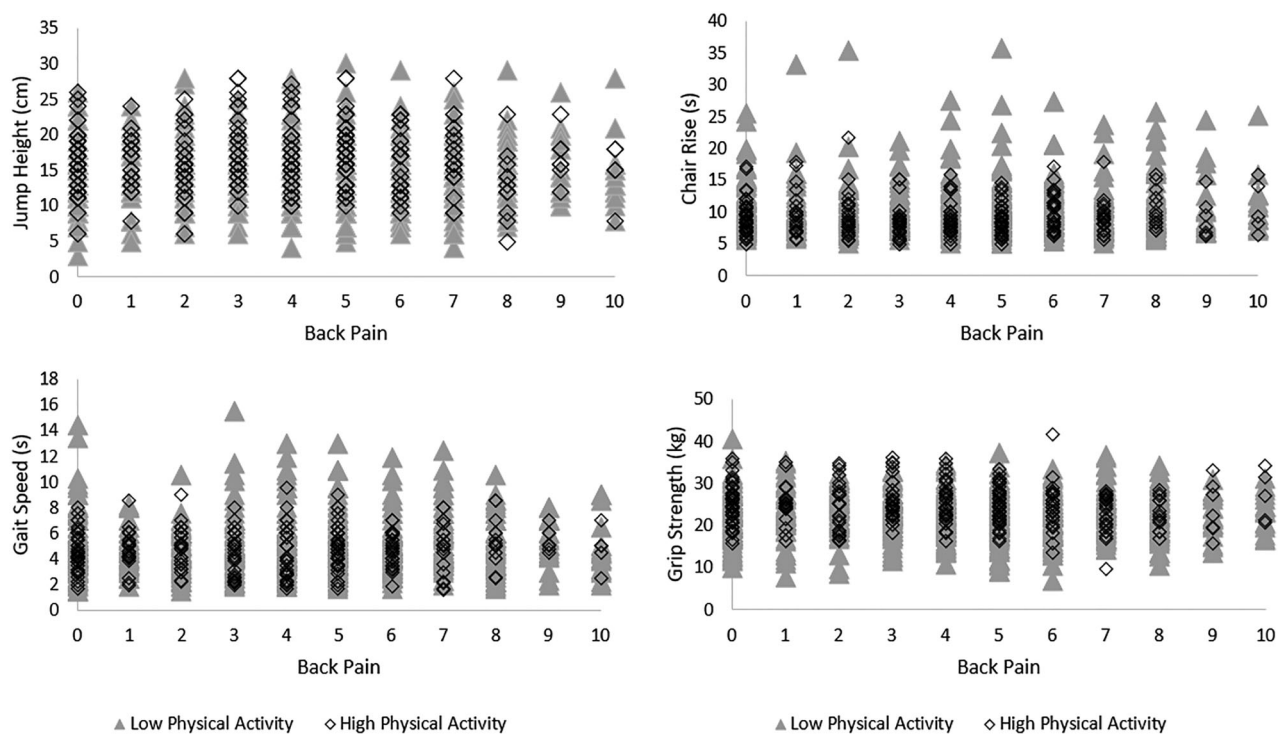 35
30
25
20
15
10
5
0
Jump Height (cm)
0 1 2 3 4 5 6 7 8 9 10
Back Pain
40
35
30
25
20
15
10
5
0
Chair Rise (s)
0 1 2 3 4 5 6 7 8 9 10
Back Pain
18
16
14
12
10
8
6
4
2
0
Gait Speed (s)
0 1 2 3 4 5 6 7 8 9 10
Back Pain
50
40
30
20
10
0
Grip Strength (kg)
0 1 2 3 4 5 6 7 8 9 10
Back Pain
Low Physical Activity High Physical Activity
Low Physical Activity High Physical Activity